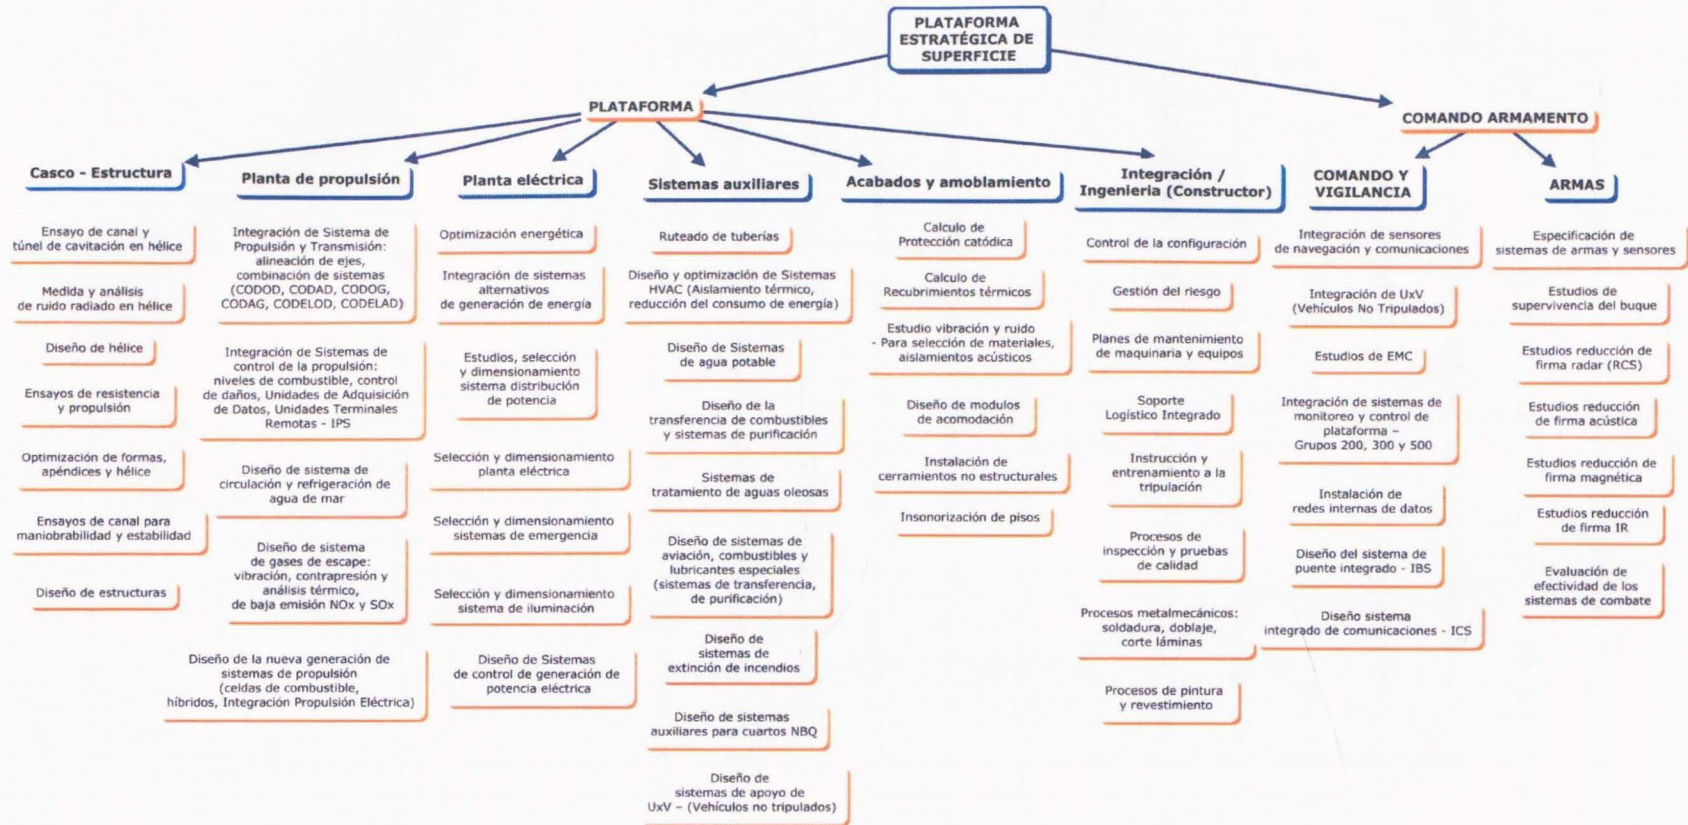 PLATAFORMA
ESTRATÉGICA DE
SUPERFICIE
PLATAFORMA
COMANDO ARMAMENTO
Casco - Estructura
Ensayo de canal y
túnel de cavitación en hélice
Medida y análisis
de ruido radiado en hélice
Diseño de hélice
Ensayos de resistencia
y propulsión
Optimización de formas,
apéndices y hélice
Ensayos de canal para
maniobrabilidad y estabilidad
Diseño de estructuras
Planta de propulsión
Integración de Sistema de
Propulsión y Transmisión:
alineación de ejes,
combinación de sistemas
(CODOD, CODAD, CODOG,
CODAG, CODELOD, CODELAD)
Integración de Sistemas de
control de la propulsión:
niveles de combustible, control
de daños, Unidades de Adquisición
de Datos, Unidades Terminales
Remotas - IPS
Diseño de sistema de
circulación y refrigeración de
agua de mar
Diseño de sistema
de gases de escape:
vibración, contrapresión y
análisis térmico,
de baja emisión NOx y SOx
Diseño de la nueva generación de
sistemas de propulsión
(celdas de combustible,
híbridos, Integración Propulsión Eléctrica)
Planta eléctrica
Optimización energética
Integración de sistemas
alternativos
de generación de energía
Estudios, selección
y dimensionamiento
sistema distribución
de potencia
Selección y dimensionamiento
planta eléctrica
Selección y dimensionamiento
sistemas de emergencia
Selección y dimensionamiento
sistema de iluminación
Diseño de Sistemas
de control de generación de
potencia eléctrica
Sistemas auxiliares
Ruteado de tuberías
Diseño y optimización de Sistemas
HVAC (Aislamiento térmico,
reducción del consumo de energía)
Diseño de Sistemas
de agua potable
Diseño de la
transferencia de combustibles
y sistemas de purificación
Sistemas de
tratamiento de aguas oleosas
Diseño de sistemas de
aviación, combustibles y
lubricantes especiales
(sistemas de transferencia,
de purificación)
Diseño de
sistemas de
extinción de incendios
Diseño de sistemas
auxiliares para cuartos NBQ
Diseño de
sistemas de apoyo de
UxV – (Vehículos no tripulados)
Acabados y amoblamiento
Calculo de
Protección catódica
Calculo de
Recubrimientos térmicos
Estudio vibración y ruido
- Para selección de materiales,
aislamientos acústicos
Diseño de modulos
de acomodación
Instalación de
cerramientos no estructurales
Insonorización de pisos
Integración /
Ingenieria (Constructor)
Control de la configuración
Gestión del riesgo
Planes de mantenimiento
de maquinaria y equipos
Soporte
Logístico Integrado
Instrucción y
entrenamiento a la
tripulación
Procesos de
inspección y pruebas
de calidad
Procesos metalmecánicos:
soldadura, doblaje,
corte láminas
Procesos de pintura
y revestimiento
COMANDO Y
VIGILANCIA
Integración de sensores
de navegación y comunicaciones
Integración de UxV
(Vehículos No Tripulados)
Estudios de EMC
Integración de sistemas de
monitoreo y control de
plataforma –
Grupos 200, 300 y 500
Instalación de
redes internas de datos
Diseño del sistema de
puente integrado - IBS
Diseño sistema
integrado de comunicaciones - ICS
ARMAS
Especificación de
sistemas de armas y sensores
Estudios de
supervivencia del buque
Estudios reducción de
firma radar (RCS)
Estudios reducción
de firma acústica
Estudios reducción de
firma magnética
Estudios reducción
de firma IR
Evaluación de
efectividad de los
sistemas de combate